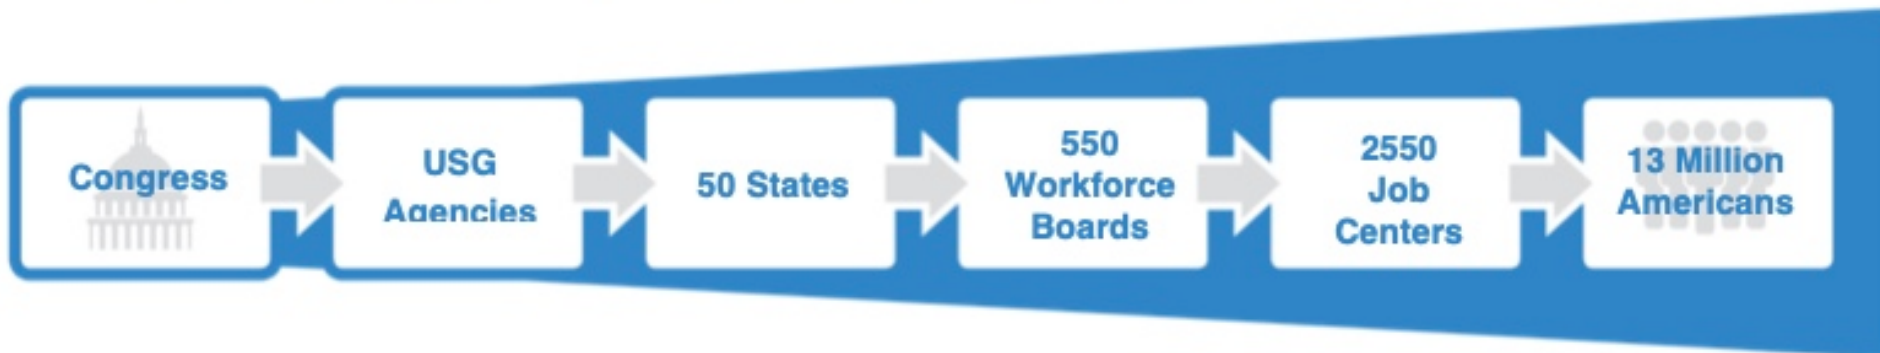 Congress
USG
Agencies
50 States
550
Workforce
Boards
2550
Job
Centers
13 Million
Americans